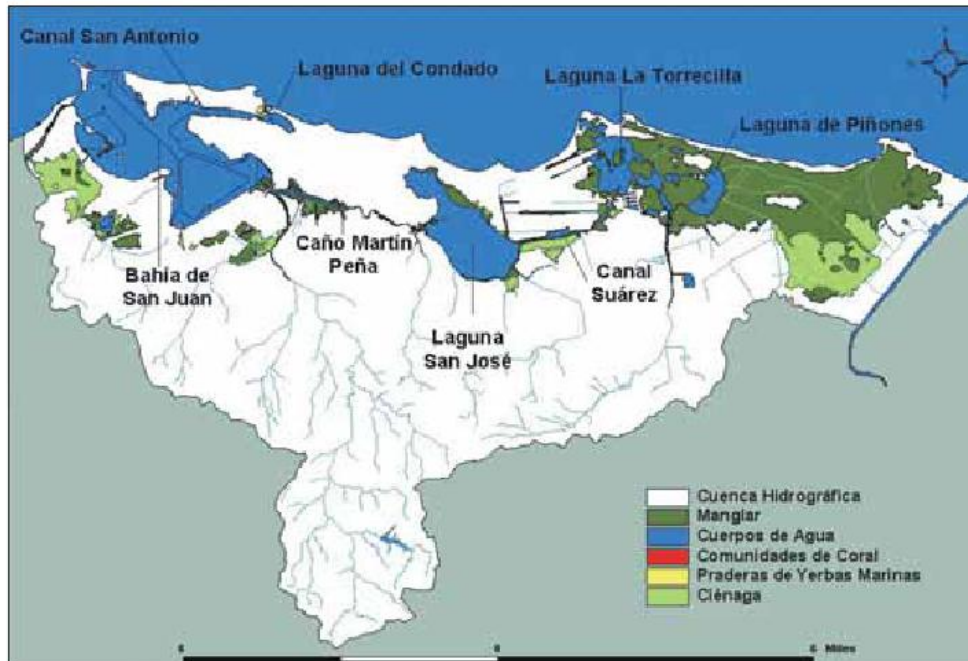 Canal San Antonio
Laguna del Condado
Laguna La Torrecilla
Laguna de Piñones
Bahía de
San Juan
Caño Martín
Peña
Laguna
San José
Canal
Suárez
Cuenca Hidrográfica
Manglar
Cuerpos de Agua
Comunidades de Coral
Praderas de Yerbas Marinas
Ciénaga
Miles